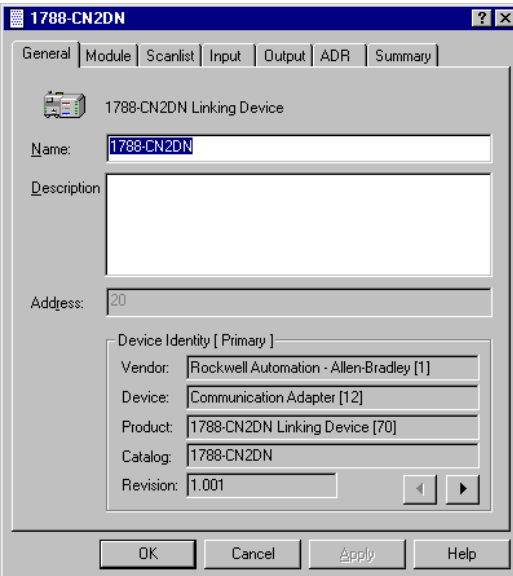 1788-CN2DN
General Module Scanlist Input Output ADR Summary
1788-CN2DN Linking Device
Name: 1788-CN2DN
Description
Address: 20
Device Identity [ Primary ]
Vendor: Rockwell Automation - Allen-Bradley [1]
Device: Communication Adapter [12]
Product: 1788-CN2DN Linking Device [70]
Catalog: 1788-CN2DN
Revision: 1.001
OK Cancel Apply Help